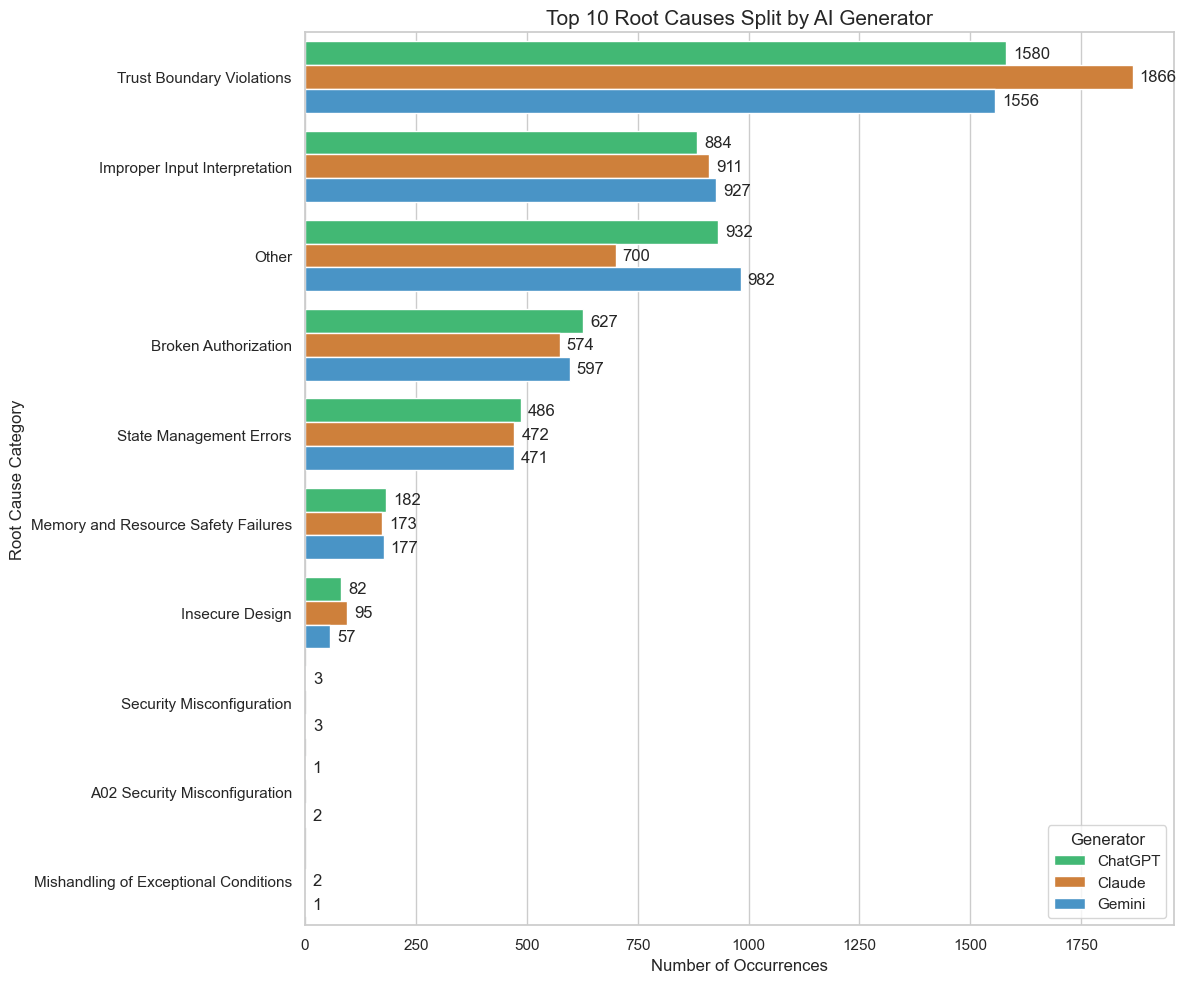 Top 10 Root Causes Split by AI Generator
Root Cause Category
Trust Boundary Violations
1580
1866
1556
Improper Input Interpretation
884
911
927
Other
932
700
982
Broken Authorization
627
574
597
State Management Errors
486
472
471
Memory and Resource Safety Failures
182
173
177
Insecure Design
82
95
57
Security Misconfiguration
3
3
A02 Security Misconfiguration
1
2
Mishandling of Exceptional Conditions
2
1
Generator
ChatGPT
Claude
Gemini
0 250 500 750 1000 1250 1500 1750
Number of Occurrences